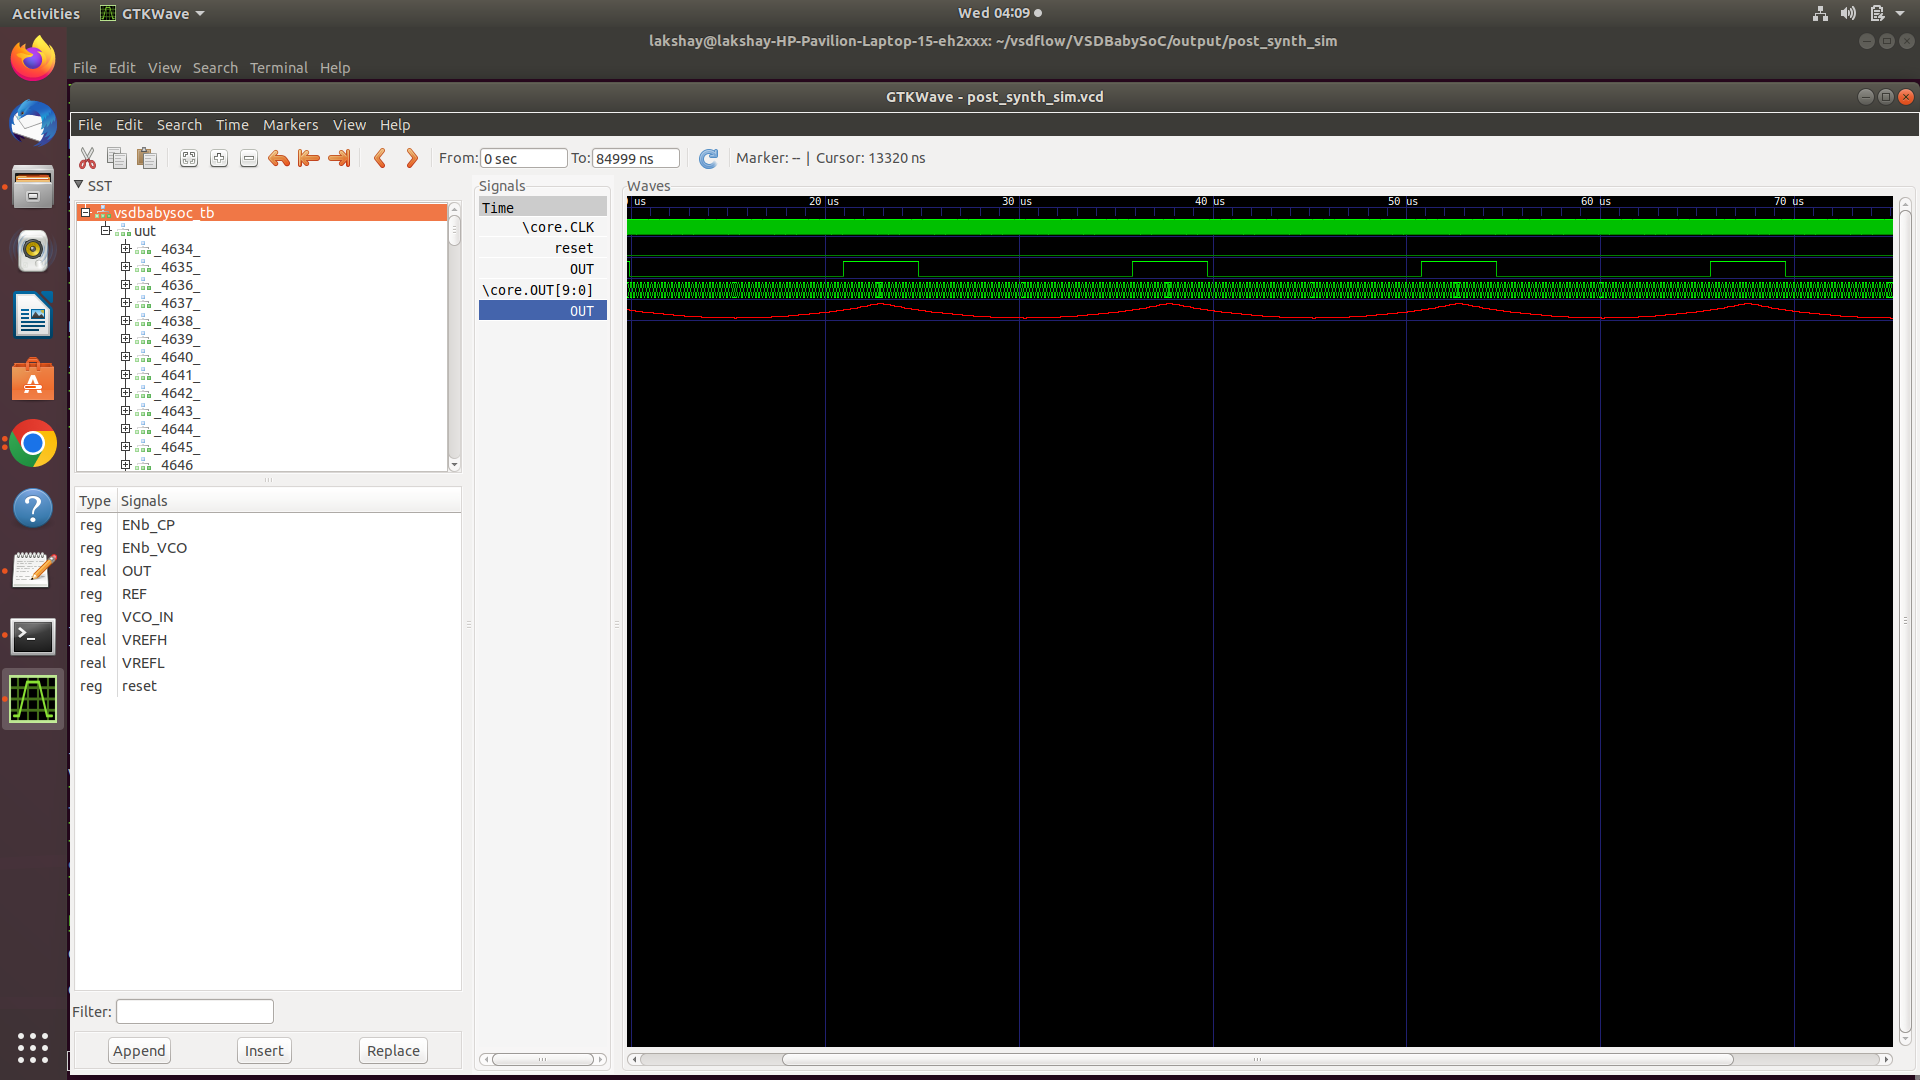 Activities GTKWave Wed 04:09
lakshay@lakshay-HP-Pavilion-Laptop-15-eh2xxx: ~/vsdflow/VSDBabySoC/output/post_synth_sim
File Edit View Search Terminal Help
GTKWave - post_synth_sim.vcd
File Edit Search Time Markers View Help
From: 0 sec To: 84999 ns Marker: -- | Cursor: 13320 ns
SST
vsdbabysoc_tb
uut
_4634_
_4635_
_4636_
_4637_
_4638_
_4639_
_4640_
_4641_
_4642_
_4643_
_4644_
_4645_
_4646_
Type Signals
reg ENb_CP
reg ENb_VCO
real OUT
reg REF
reg VCO_IN
real VREFH
real VREFL
reg reset
Filter:
Append Insert Replace
Signals
Time
\core.CLK
reset
OUT
\core.OUT[9:0]
OUT
Waves
us 20 us 30 us 40 us 50 us 60 us 70 us